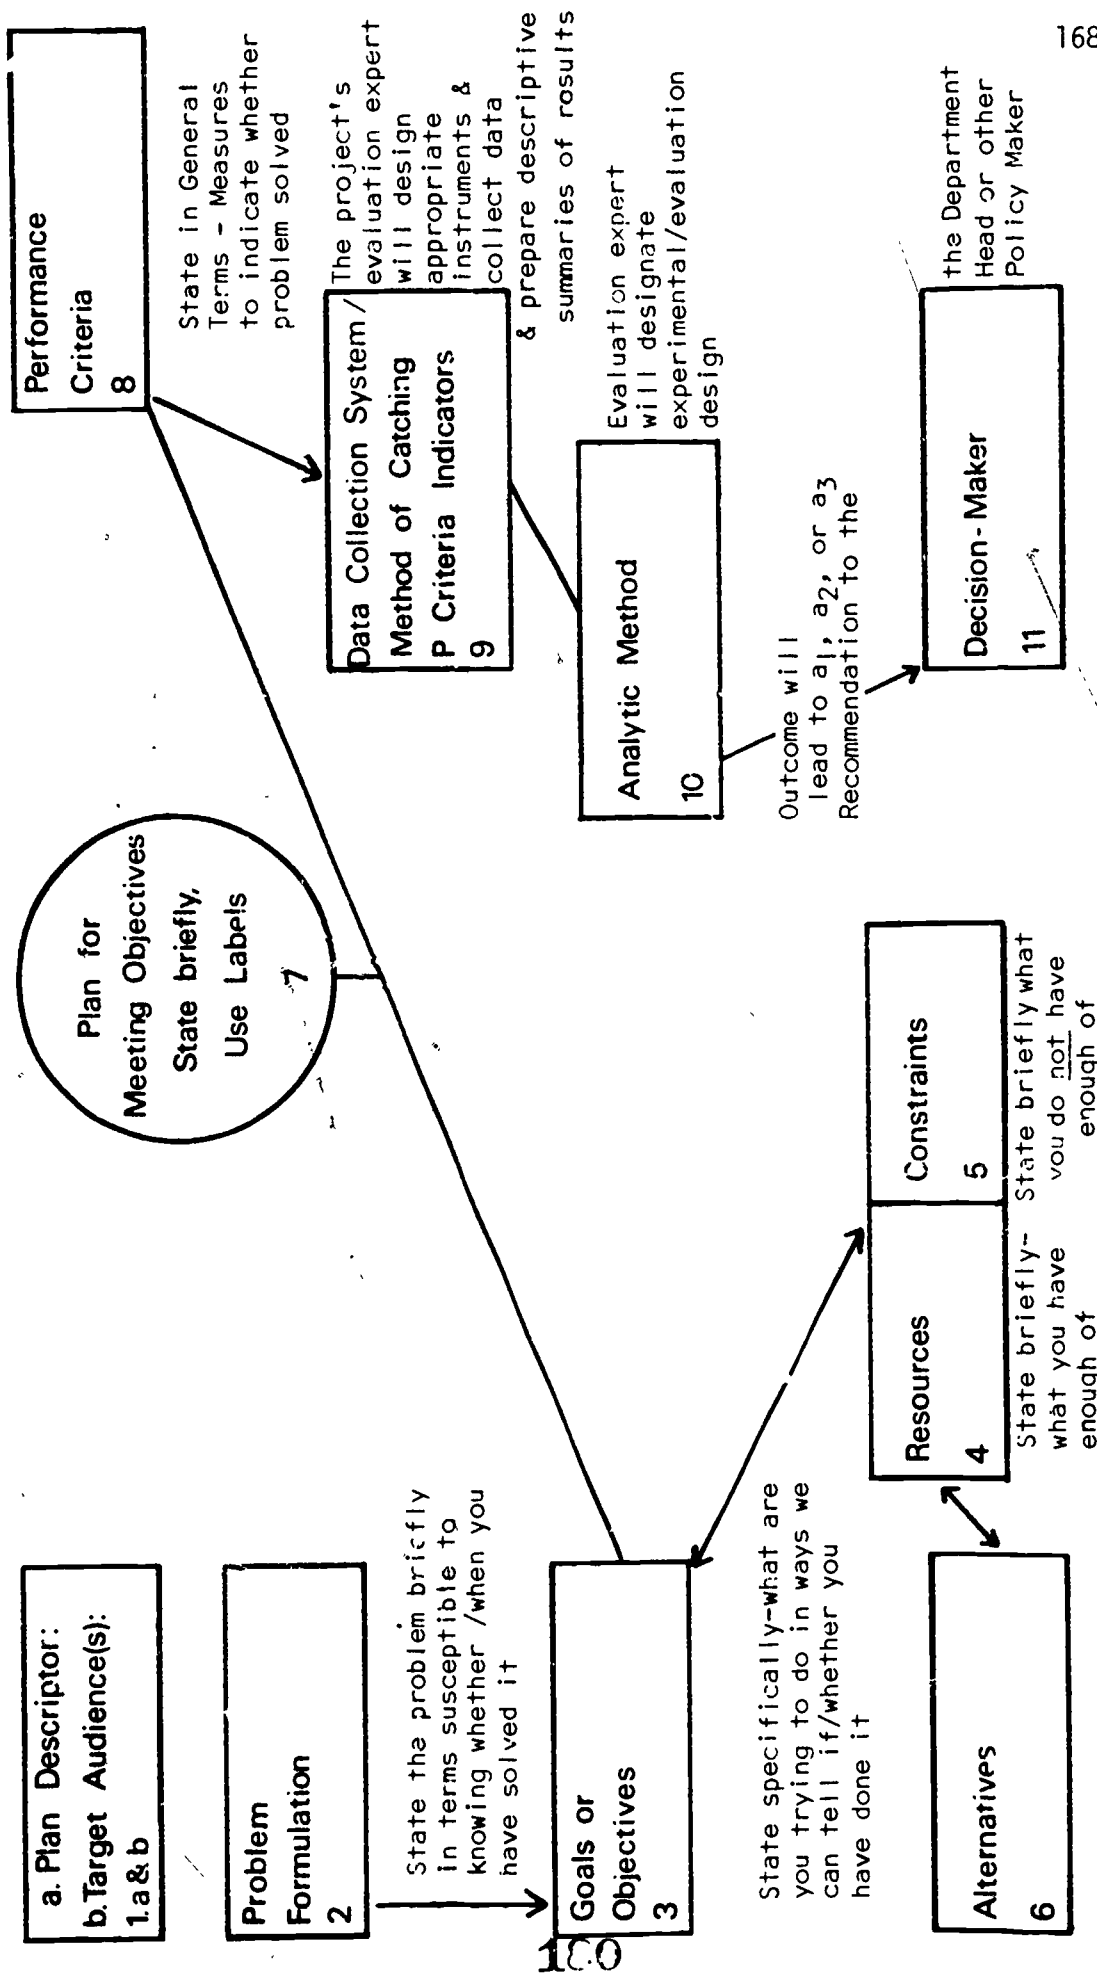 168
a. Plan Descriptor:
b. Target Audience(s):
1. a & b
Problem
Formulation
2
State the problem briefly
in terms susceptible to
knowing whether /when you
have solved it
Goals or
Objectives
3
State specifically-what are
you trying to do in ways we
can tell if/whether you
have done it
Alternatives
6
Resources
4
State briefly-
what you have
enough of
Constraints
5
State briefly what
you do not have
enough of
Plan for
Meeting Objectives
State briefly,
Use Labels
7
Performance
Criteria
8
State in General
Terms - Measures
to indicate whether
problem solved
Data Collection System/
Method of Catching
P Criteria Indicators
9
The project's
evaluation expert
will design
appropriate
instruments &
collect data
& prepare descriptive
summaries of rosults
Analytic Method
10
Evaluation expert
will designate
experimental/evaluation
design
Outcome will
lead to a1, a2, or a3
Recommendation to the
Decision-Maker
11
the Department
Head or other
Policy Maker